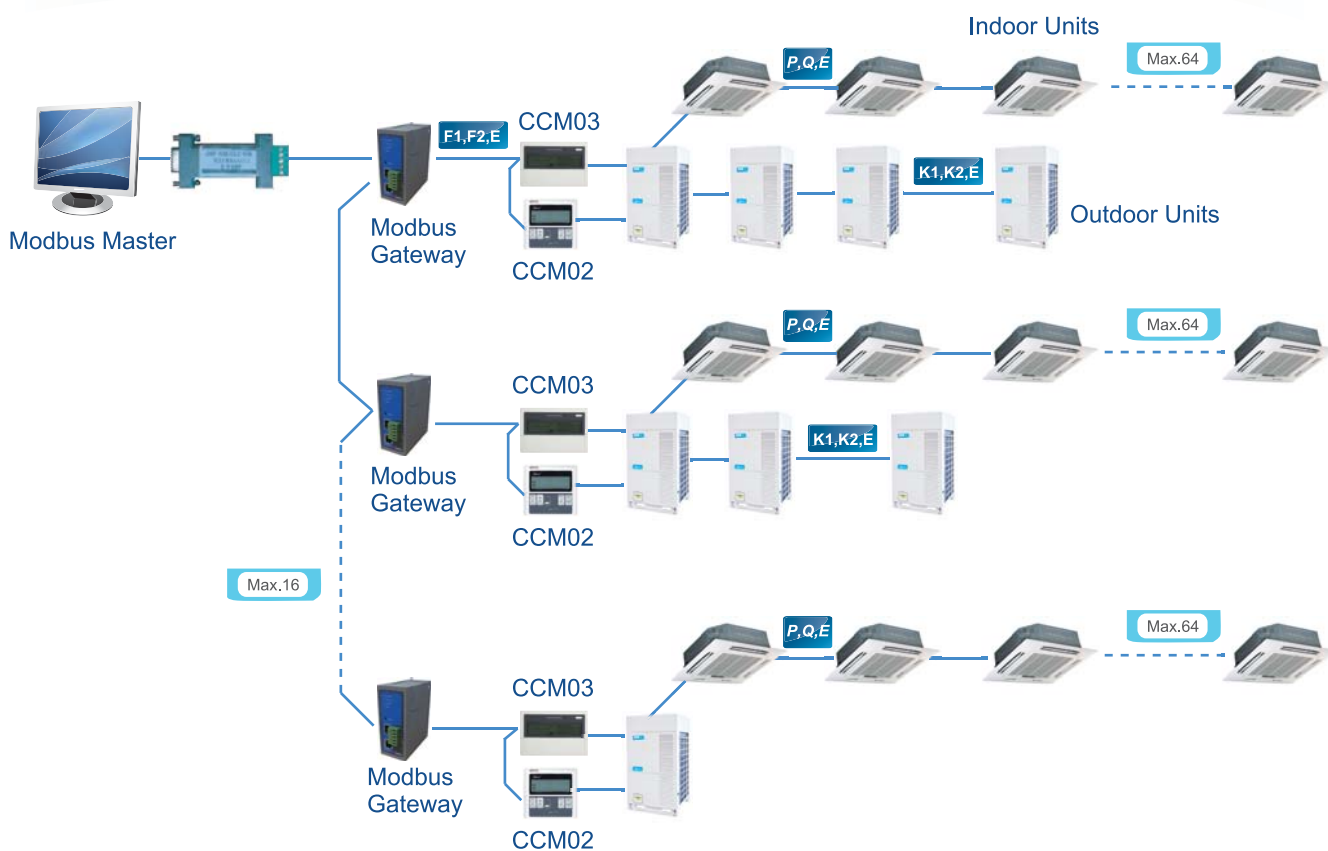 Indoor Units
P,Q,E
Max.64
CCM03
F1,F2,E
K1,K2,E
Modbus Master
Modbus
Gateway
CCM02
Outdoor Units
P,Q,E
Max.64
CCM03
K1,K2,E
Modbus
Gateway
CCM02
Max.16
P,Q,E
Max.64
CCM03
Modbus
Gateway
CCM02